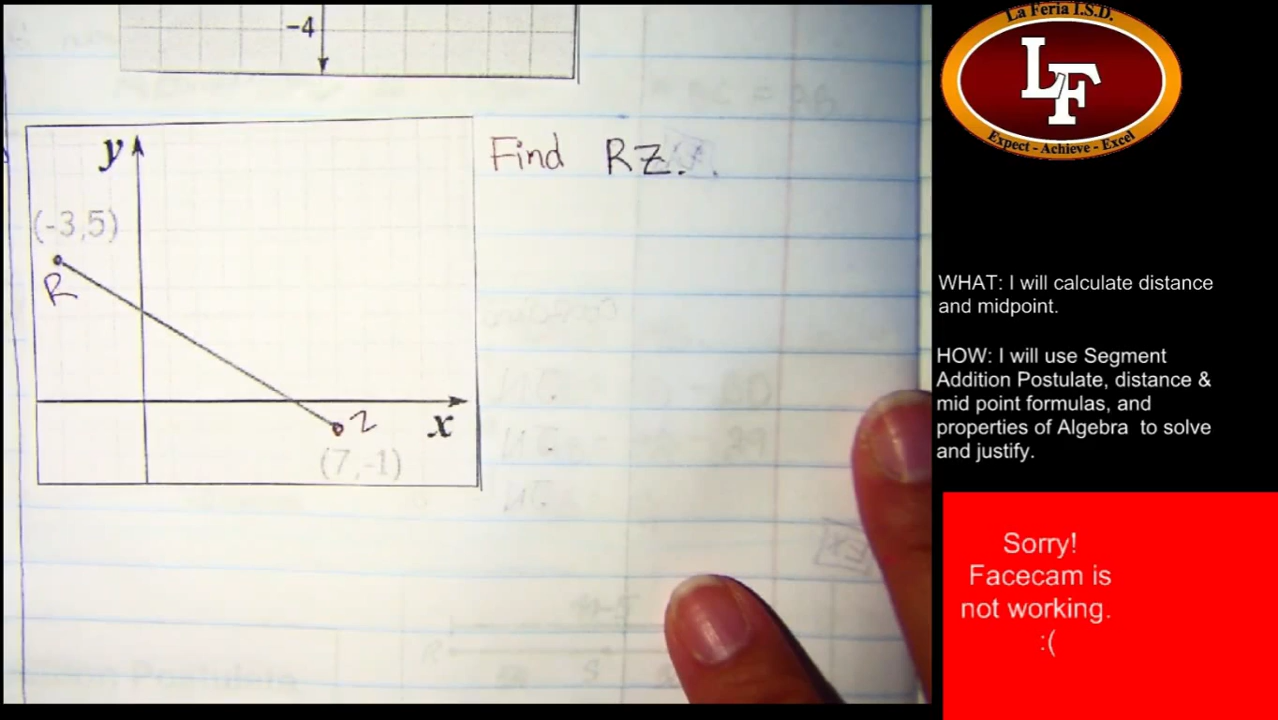 -4
y
(-3,5)
R
Z
x
(7,-1)
Find RZ.
La Feria I.S.D.
LF
Expect - Achieve - Excel
WHAT: I will calculate distance
and midpoint.
HOW: I will use Segment
Addition Postulate, distance &
mid point formulas, and
properties of Algebra to solve
and justify.
Sorry!
Facecam is
not working.
:(